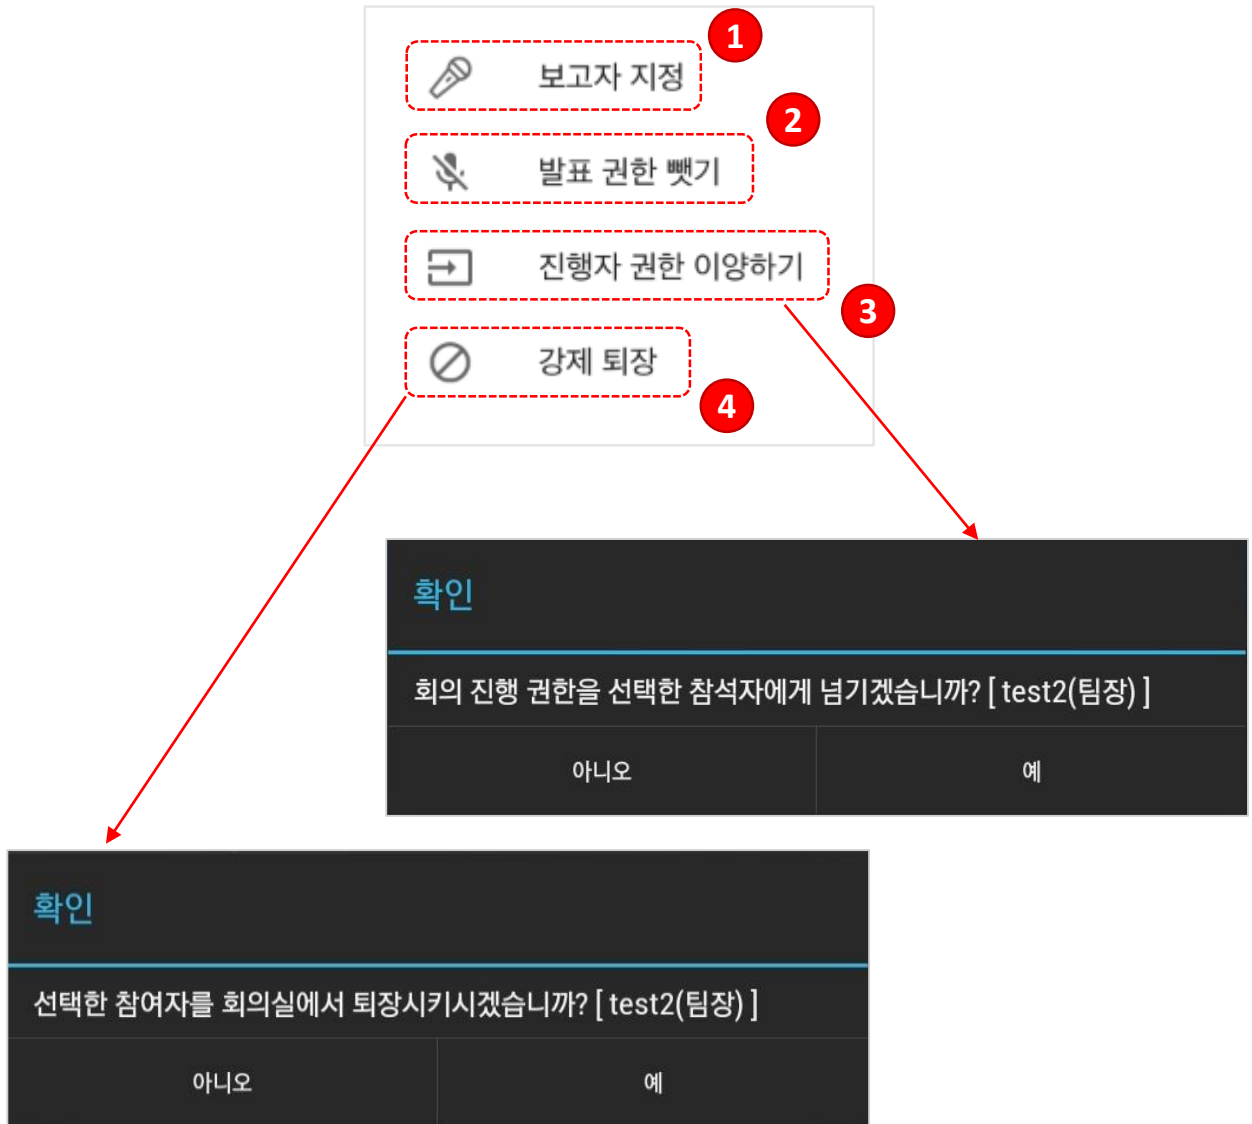 1
보고자 지정
2
발표 권한 뺏기
진행자 권한 이양하기
3
강제 퇴장
4
확인
회의 진행 권한을 선택한 참석자에게 넘기겠습니까? [ test2(팀장) ]
아니오 예
확인
선택한 참여자를 회의실에서 퇴장시키시겠습니까? [ test2(팀장) ]
아니오 예